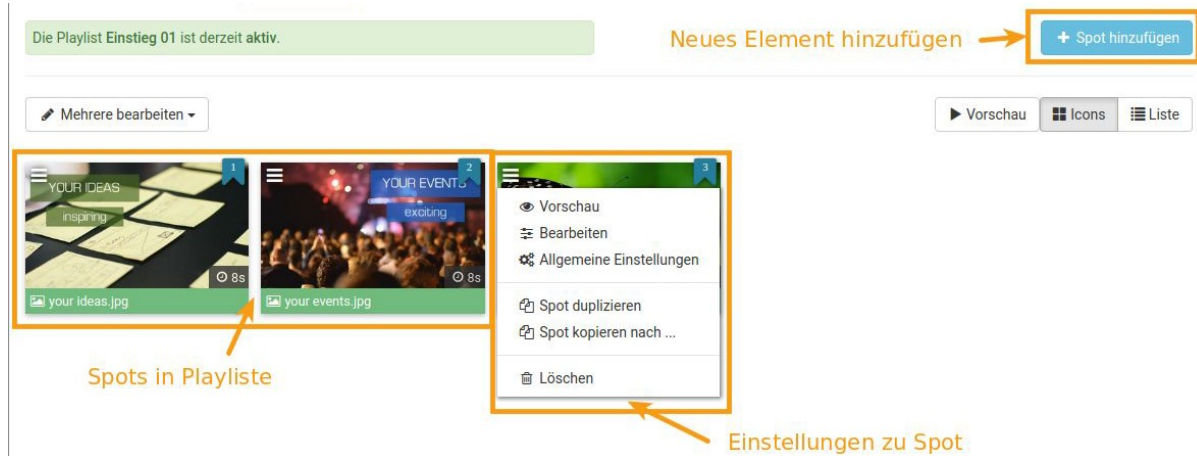 Die Playlist Einstieg 01 ist derzeit aktiv.
Neues Element hinzufügen
+ Spot hinzufügen
Mehrere bearbeiten
Vorschau
Icons
Liste
1
YOUR IDEAS
inspiring
8s
your ideas.jpg
2
YOUR EVENTS
exciting
8s
your events.jpg
3
Vorschau
Bearbeiten
Allgemeine Einstellungen
Spot duplizieren
Spot kopieren nach ...
Löschen
Spots in Playliste
Einstellungen zu Spot